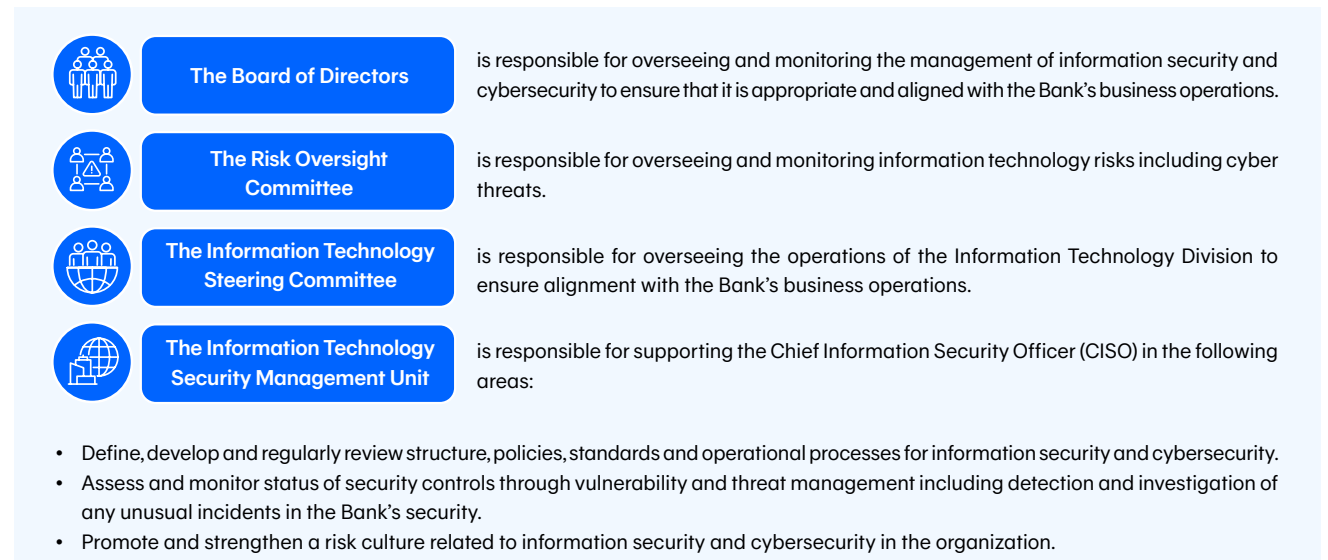 The Board of Directors
is responsible for overseeing and monitoring the management of information security and
cybersecurity to ensure that it is appropriate and aligned with the Bank's business operations.
The Risk Oversight
Committee
is responsible for overseeing and monitoring information technology risks including cyber
threats.
The Information Technology
Steering Committee
is responsible for overseeing the operations of the Information Technology Division to
ensure alignment with the Bank's business operations.
The Information Technology
Security Management Unit
is responsible for supporting the Chief Information Security Officer (CISO) in the following
areas:
• Define, develop and regularly review structure, policies, standards and operational processes for information security and cybersecurity.
• Assess and monitor status of security controls through vulnerability and threat management including detection and investigation of
any unusual incidents in the Bank's security.
• Promote and strengthen a risk culture related to information security and cybersecurity in the organization.